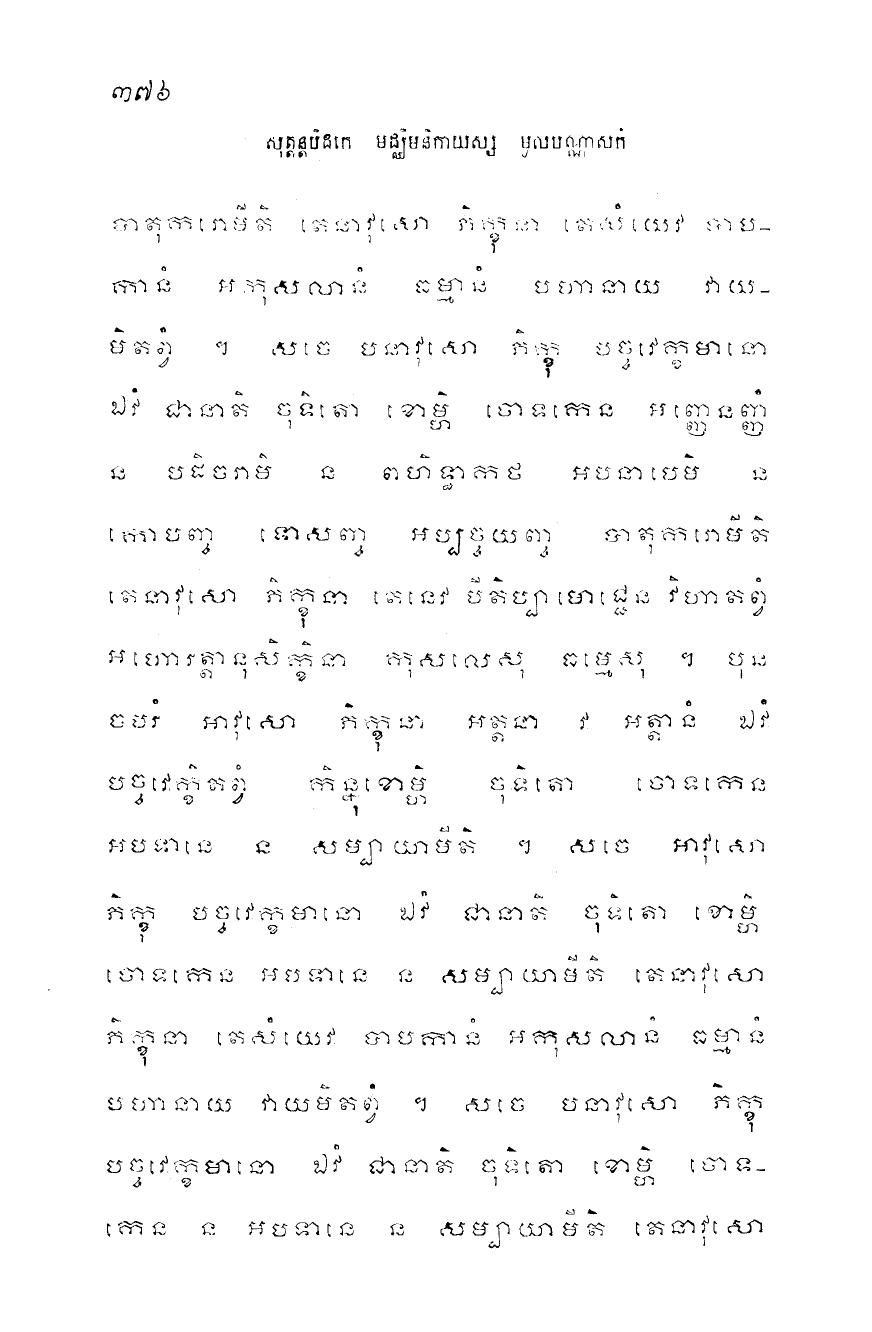 ៣៧៦
សុត្តន្តបិដកេ មជ្ឈិមនិកាយស្ស មូលបណ្ណាសកំ
បាតុករោមីតិ តេនាវុសោ ភិក្ខុនា តេសំយេវ បាប-
កានំ អកុសលានំ ធម្មានំ បហានាយ វាយ-
មិតព្វំ ។ សចេ បនាវុសោ ភិក្ខុ បច្ចវេក្ខមានោ
ឯវំ ជានាតិ ចុទិតោ ខោម្ហិ ចោទកេន អញ្ញេនញ្ញំ
ន បដិចរាមិ ន ពហិទ្ធាកថំ អបនាមេមិ ន
កោបញ្ច ទោសញ្ច អប្បច្ចយញ្ច បាតុករោមីតិ
តេនាវុសោ ភិក្ខុនា តេនេវ បីតិប្បាមោជ្ជេន វិហាតព្វំ
អហោរត្តានុសិក្ខិនា កុសលេសុ ធម្មេសុ ។ បុន
ចបរំ អាវុសោ ភិក្ខុនា អត្តនា វ អត្តានំ ឯវំ
បច្ចវេក្ខិតព្វំ កិន្នុខោម្ហិ ចុទិតោ ចោទកេន
អបទានេ ន សម្បាយាមីតិ ។ សចេ អាវុសោ
ភិក្ខុ បច្ចវេក្ខមានោ ឯវំ ជានាតិ ចុទិតោ ខោម្ហិ
ចោទកេន អបទានេ ន សម្បាយាមីតិ តេនាវុសោ
ភិក្ខុនា តេសំយេវ បាបកានំ អកុសលានំ ធម្មានំ
បហានាយ វាយមិតព្វំ ។ សចេ បនាវុសោ ភិក្ខុ
បច្ចវេក្ខមានោ ឯវំ ជានាតិ ចុទិតោ ខោម្ហិ ចោទ-
កេន ន អបទានេ ន សម្បាយាមីតិ តេនាវុសោ